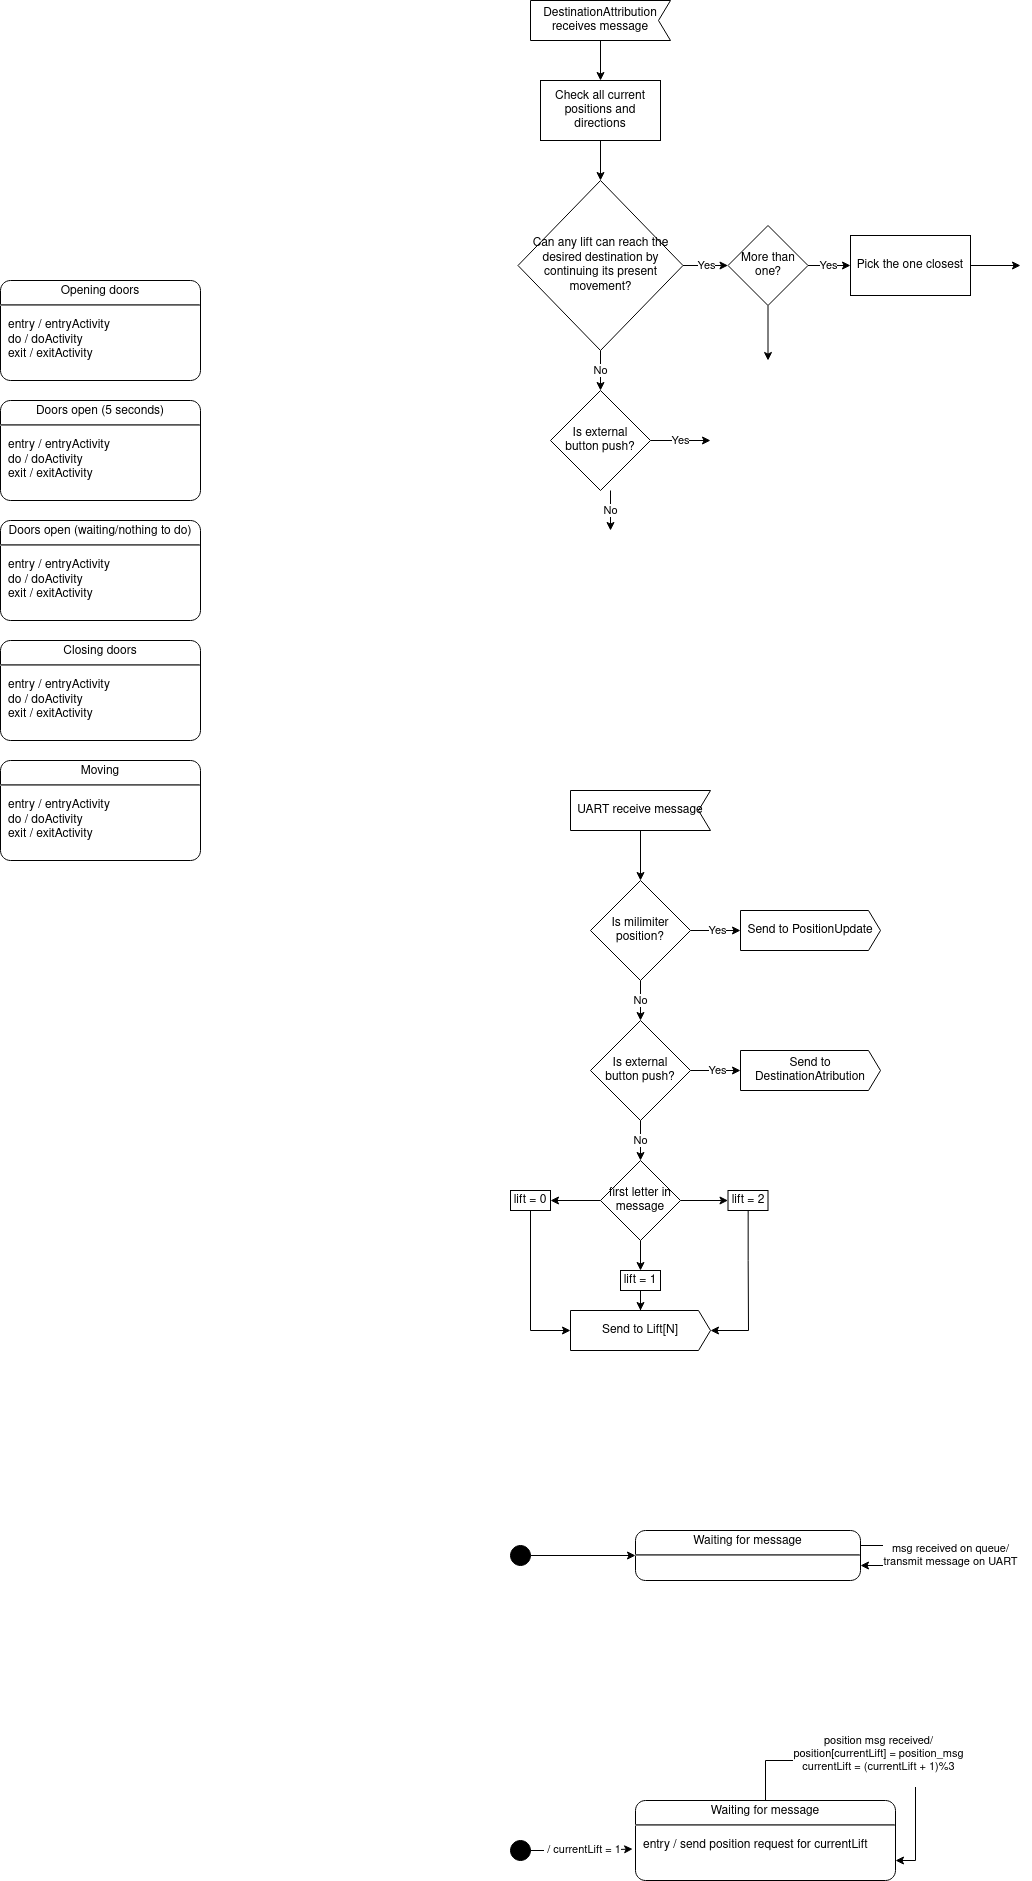 DestinationAttribution
receives message
Check all current
positions and
directions
Can any lift can reach the
desired destination by
continuing its present
movement?
Yes
More than
one?
Yes
Pick the one closest
No
Is external
button push?
Yes
No
Opening doors
entry / entryActivity
do / doActivity
exit / exitActivity
Doors open (5 seconds)
entry / entryActivity
do / doActivity
exit / exitActivity
Doors open (waiting/nothing to do)
entry / entryActivity
do / doActivity
exit / exitActivity
Closing doors
entry / entryActivity
do / doActivity
exit / exitActivity
Moving
entry / entryActivity
do / doActivity
exit / exitActivity
UART receive message
Is milimiter
position?
Yes
Send to PositionUpdate
No
Is external
button push?
Yes
Send to
DestinationAtribution
No
first letter in
message
lift = 0
lift = 2
lift = 1
Send to Lift[N]
Waiting for message
msg received on queue/
transmit message on UART
position msg received/
position[currentLift] = position_msg
currentLift = (currentLift + 1)%3
Waiting for message
/ currentLift = 1
entry / send position request for currentLift